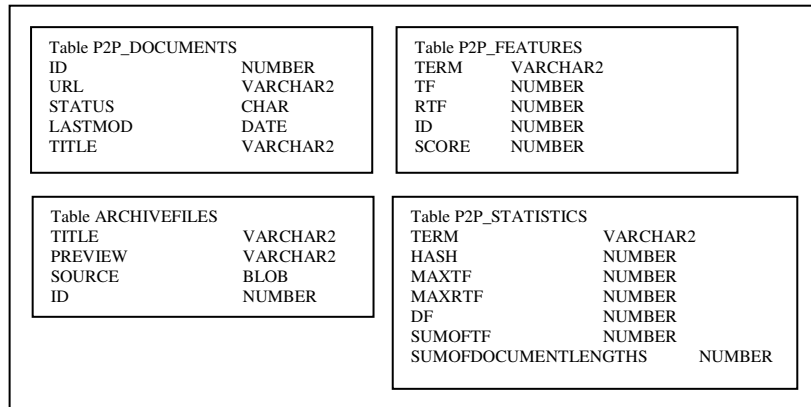 Table P2P_DOCUMENTS
ID NUMBER
URL VARCHAR2
STATUS CHAR
LASTMOD DATE
TITLE VARCHAR2
Table P2P_FEATURES
TERM VARCHAR2
TF NUMBER
RTF NUMBER
ID NUMBER
SCORE NUMBER
Table ARCHIVEFILES
TITLE VARCHAR2
PREVIEW VARCHAR2
SOURCE BLOB
ID NUMBER
Table P2P_STATISTICS
TERM VARCHAR2
HASH NUMBER
MAXTF NUMBER
MAXRTF NUMBER
DF NUMBER
SUMOFTF NUMBER
SUMOFDOCUMENTLENGTHS NUMBER